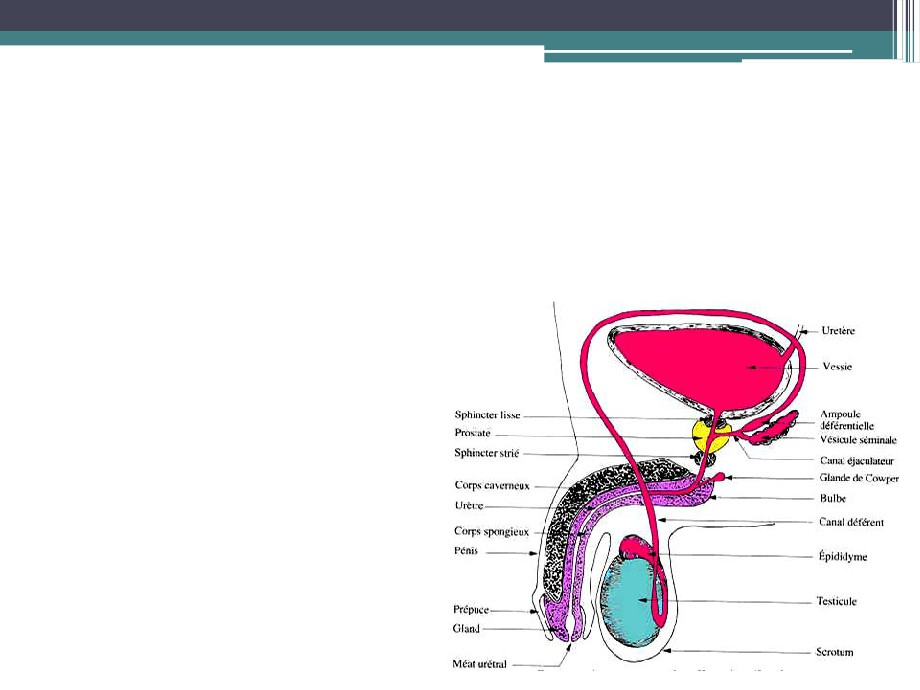 Sphincter lisse
Prostate
Sphincter strié
Corps caverneux
Urètre
Corps spongieux
Pénis
Prépuce
Gland
Méat urétral
Uretère
Vessie
Ampoule
déférentielle
Vésicule séminale
Canal éjaculateur
Glande de Cowper
Bulbe
Canal déférent
Épididyme
Testicule
Scrotum